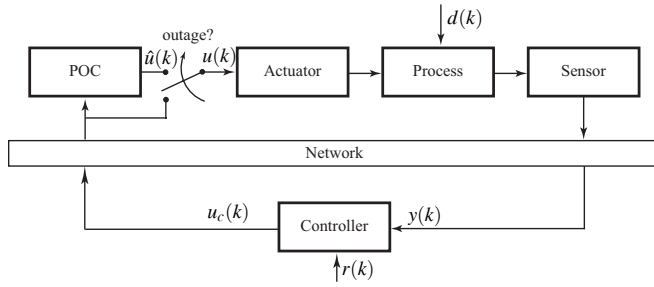 d(k)
outage?
POC
û(k)
u(k)
Actuator
Process
Sensor
Network
u_c(k)
Controller
y(k)
r(k)